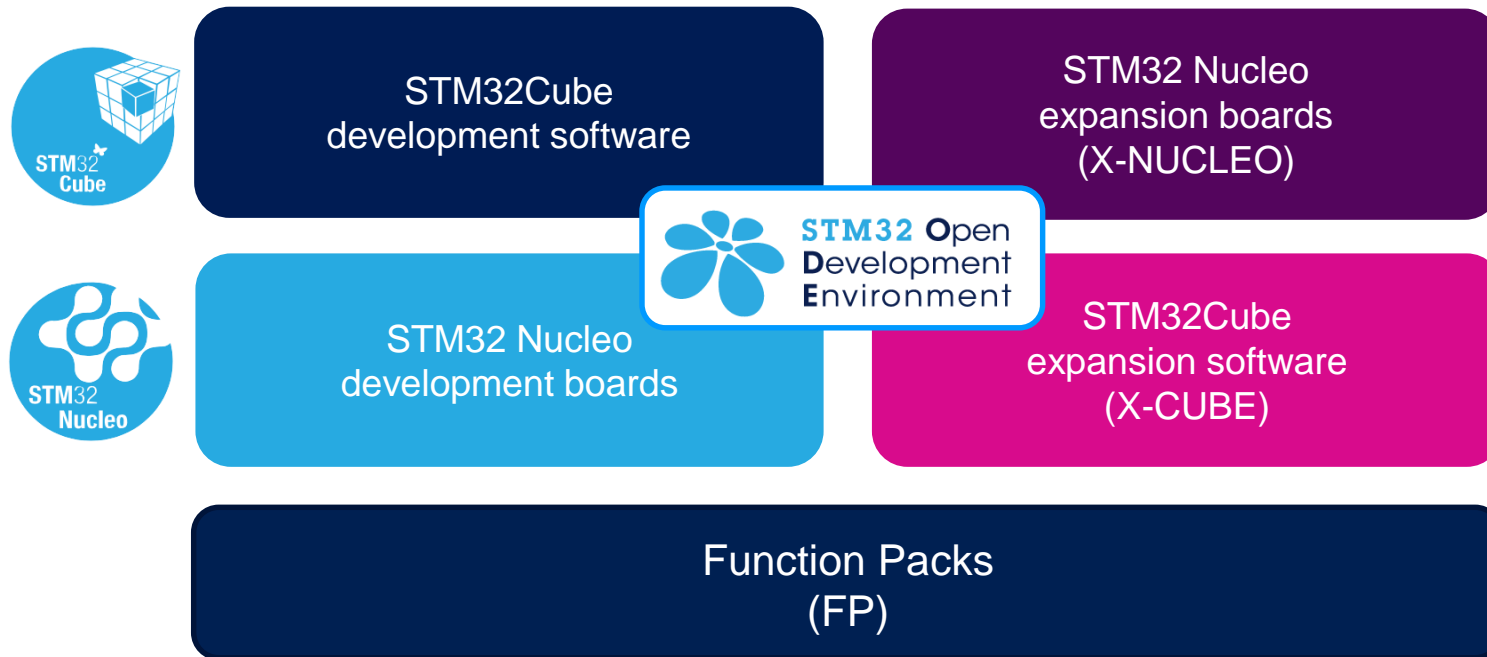 STM32
Cube
STM32Cube
development software
STM32 Nucleo
expansion boards
(X-NUCLEO)
STM32 Open
Development
Environment
STM32
Nucleo
STM32 Nucleo
development boards
STM32Cube
expansion software
(X-CUBE)
Function Packs
(FP)